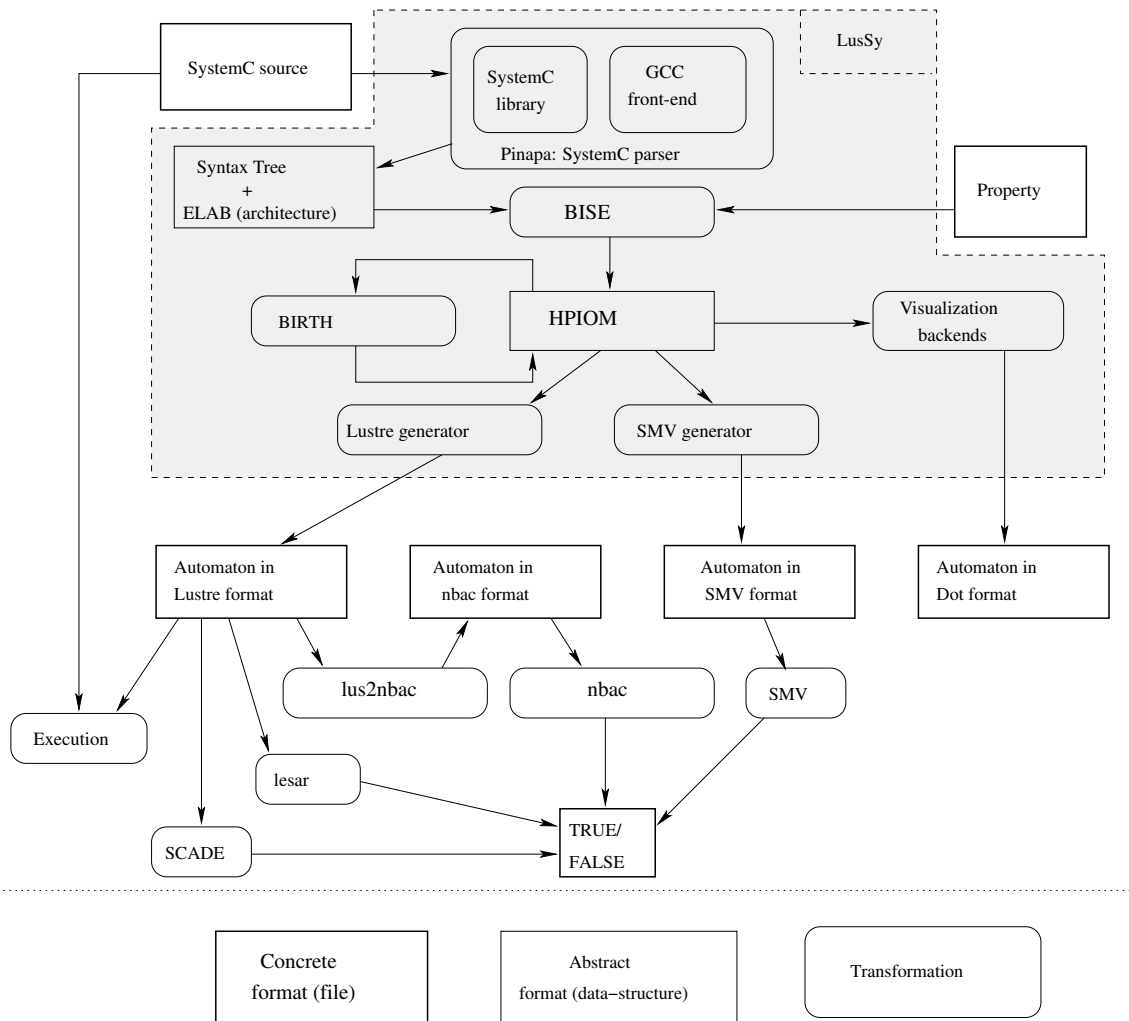 LusSy
SystemC source
SystemC
library
GCC
front-end
Pinapa: SystemC parser
Syntax Tree
+
ELAB (architecture)
BISE
Property
BIRTH
HPIOM
Visualization
backends
Lustre generator
SMV generator
Automaton in
Lustre format
Automaton in
nbac format
Automaton in
SMV format
Automaton in
Dot format
lus2nbac
nbac
SMV
Execution
lesar
TRUE/
FALSE
SCADE
Concrete
format (file)
Abstract
format (data−structure)
Transformation